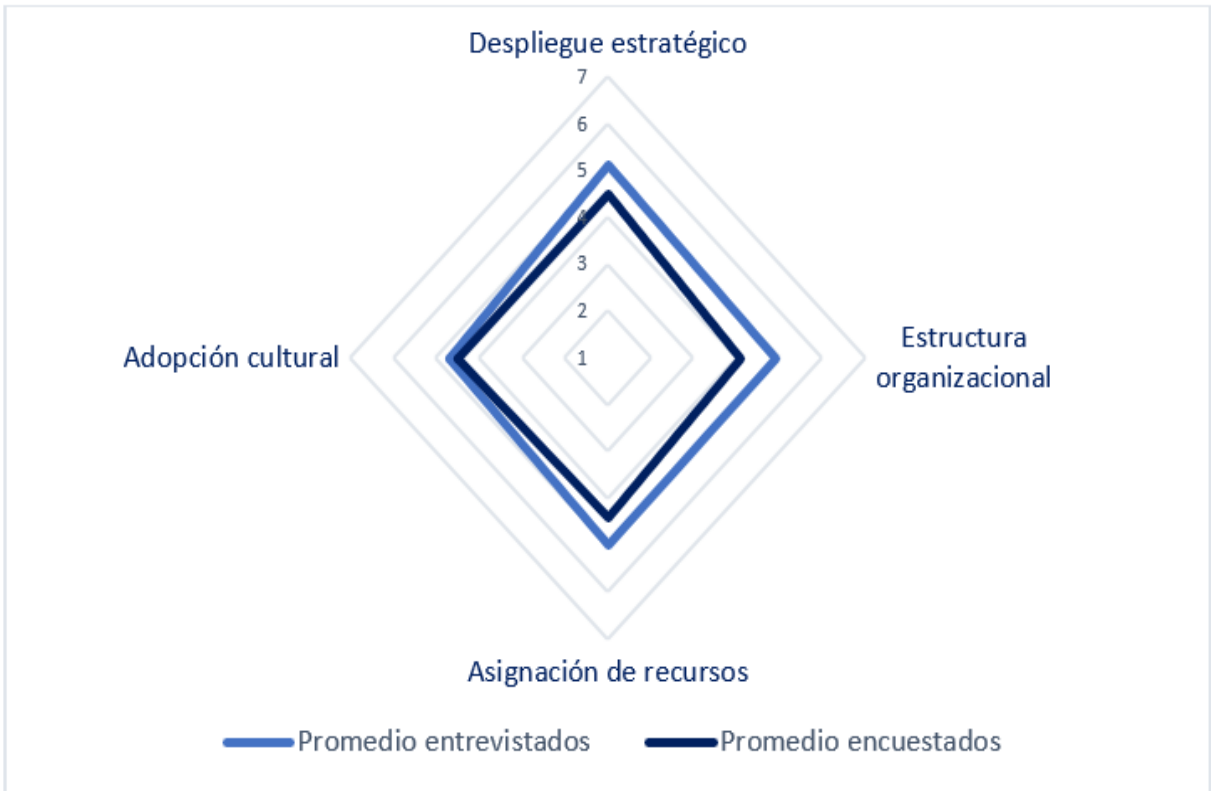 Despliegue estratégico
7
6
5
4
3
2
1
Adopción cultural
Estructura
organizacional
Asignación de recursos
Promedio entrevistados
Promedio encuestados